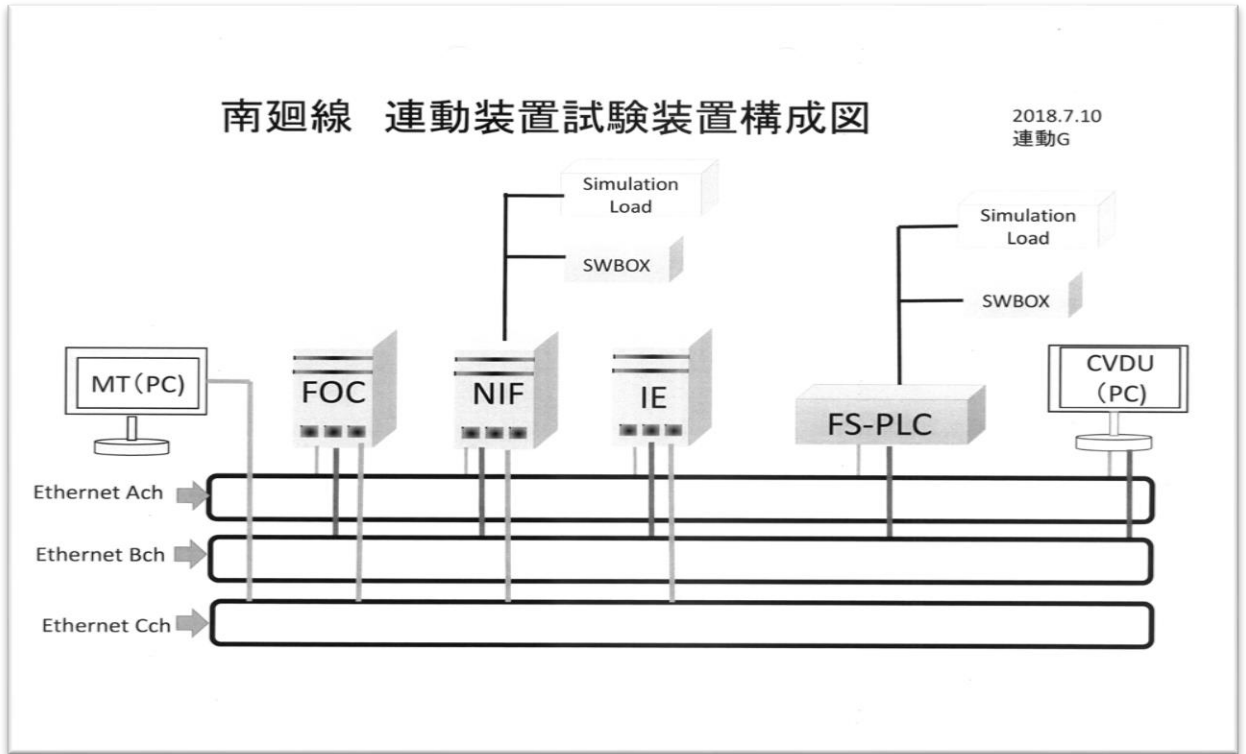 南廻線 連動装置試験装置構成図
2018.7.10
連動G
Simulation
Load
SWBOX
Simulation
Load
SWBOX
MT(PC)
FOC
NIF
IE
FS-PLC
CVDU
(PC)
Ethernet Ach
Ethernet Bch
Ethernet Cch